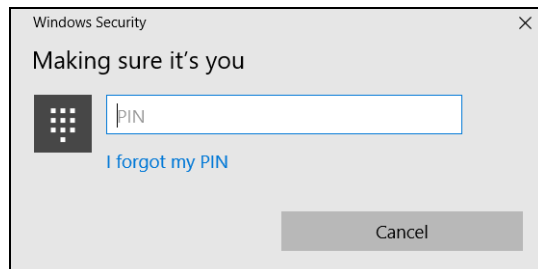 Windows Security
Making sure it's you
PIN
I forgot my PIN
Cancel